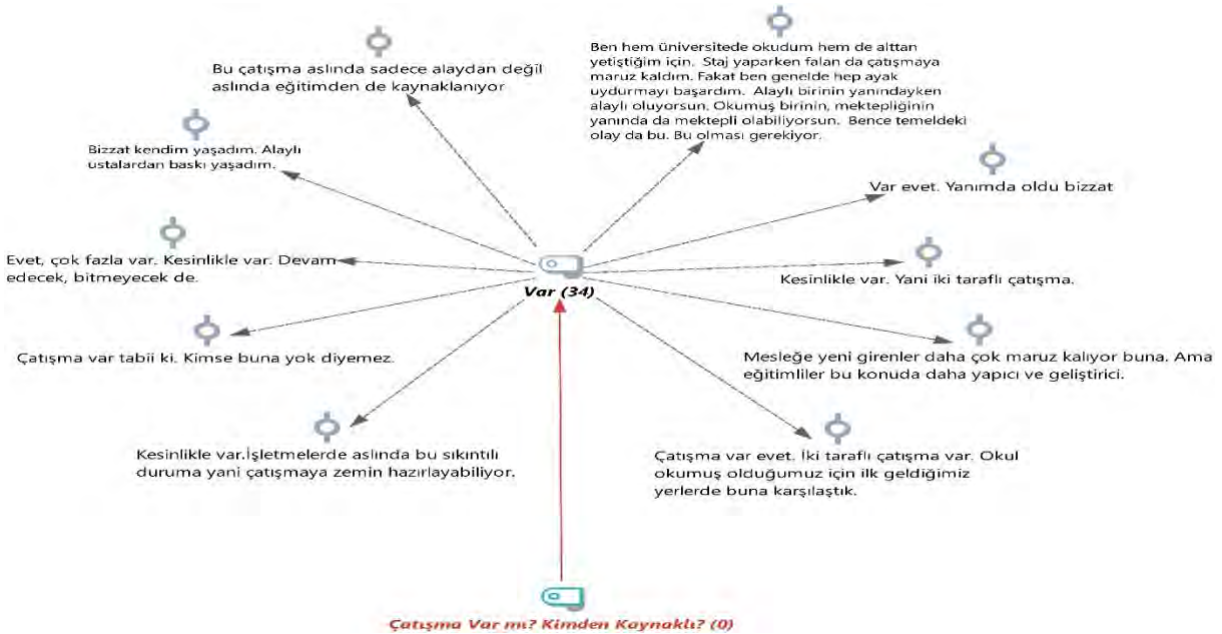 Bu çatışma aslında sadece alaydan değil
aslında eğitimden de kaynaklanıyor
Ben hem üniversitede okudum hem de alttan
yetiştiğim için. Staj yaparken falan da çatışmaya
maruz kaldım. Fakat ben genelde hep ayak
uydurmayı başardım. Alaylı birinin yanındayken
alaylı oluyorsun. Okumuş birinin, mektepliğinin
yanında da mektepli olabiliyorsun. Bence temeldeki
olay da bu. Bu olması gerekiyor.
Bizzat kendim yaşadım. Alaylı
ustalardan baskı yaşadım.
Var evet. Yanımda oldu bizzat
Evet, çok fazla var. Kesinlikle var. Devam
edecek, bitmeyecek de.
Kesinlikle var. Yani iki taraflı çatışma.
Var (34)
Çatışma var tabii ki. Kimse buna yok diyemez.
Mesleğe yeni girenler daha çok maruz kalıyor buna. Ama
eğitimliler bu konuda daha yapıcı ve geliştirici.
Kesinlikle var.İşletmelerde aslında bu sıkıntılı
duruma yani çatışmaya zemin hazırlayabiliyor.
Çatışma var evet. İki taraflı çatışma var. Okul
okumuş olduğumuz için ilk geldiğimiz
yerlerde buna karşılaştık.
Çatışma Var mı? Kimden Kaynaklı? (0)